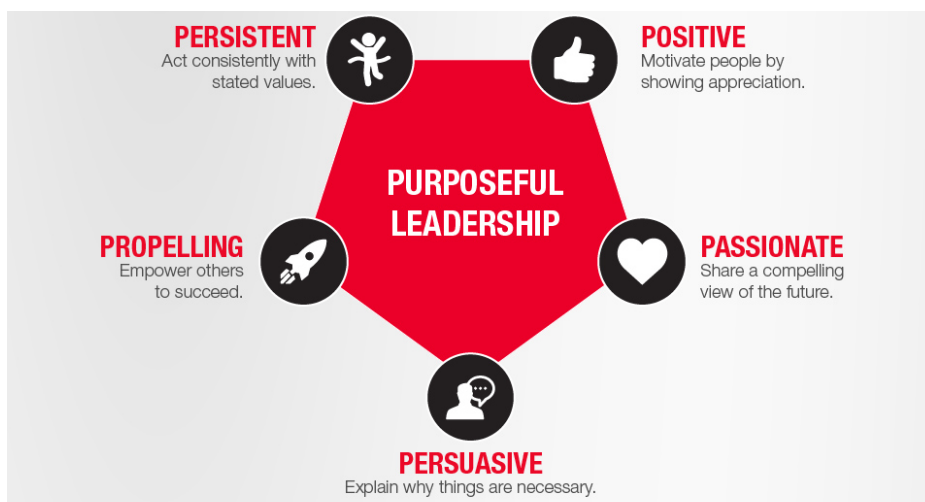 PERSISTENT
Act consistently with
stated values.
POSITIVE
Motivate people by
showing appreciation.
PURPOSEFUL
LEADERSHIP
PROPELLING
Empower others
to succeed.
PASSIONATE
Share a compelling
view of the future.
PERSUASIVE
Explain why things are necessary.